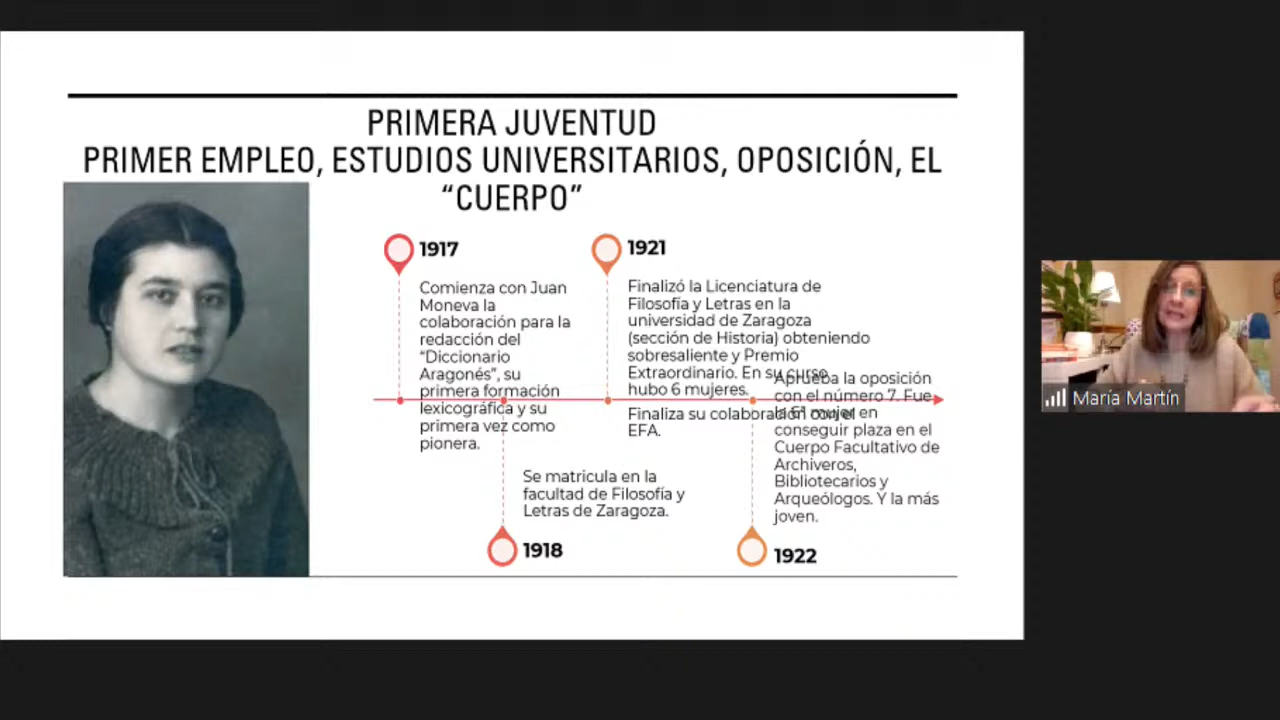 PRIMERA JUVENTUD
PRIMER EMPLEO, ESTUDIOS UNIVERSITARIOS, OPOSICIÓN, EL
“CUERPO”
1917
Comienza con Juan
Moneva la
colaboración para la
redacción del
“Diccionario
Aragonés”, su
primera formación
lexicográfica y su
primera vez como
pionera.
Se matricula en la
facultad de Filosofía y
Letras de Zaragoza.
1918
1921
Finalizó la Licenciatura de
Filosofía y Letras en la
universidad de Zaragoza
(sección de Historia) obteniendo
sobresaliente y Premio
Extraordinario. En su curso
hubo 6 mujeres.
Finaliza su colaboración con el
EFA.
Aprueba la oposición
con el número 7. Fue
la 6ª mujer en
conseguir plaza en el
Cuerpo Facultativo de
Archiveros,
Bibliotecarios y
Arqueólogos. Y la más
joven.
1922
María Martín